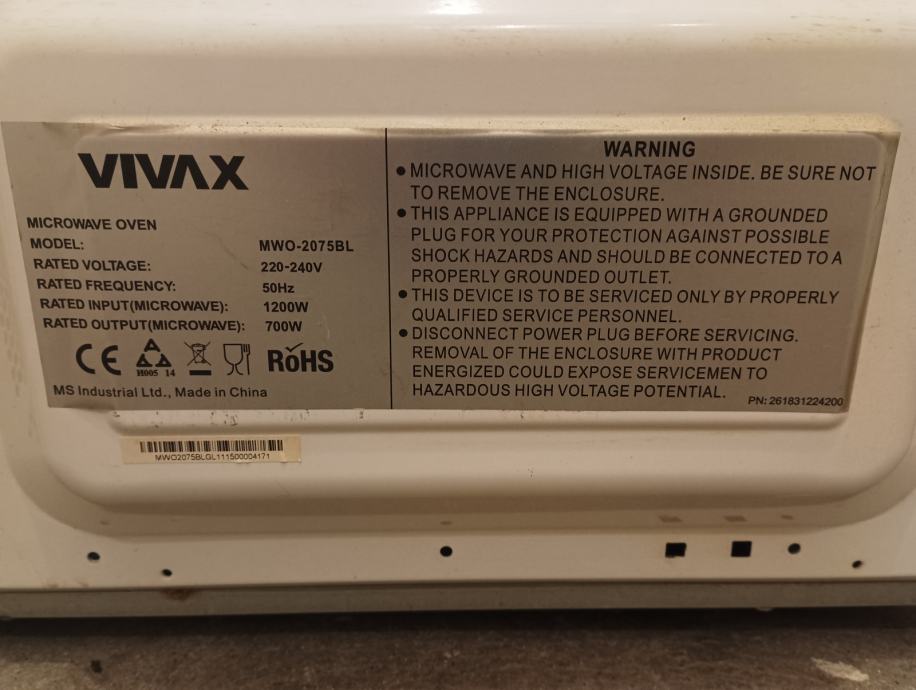 VIVAX
MICROWAVE OVEN
MODEL: MWO-2075BL
RATED VOLTAGE: 220-240V
RATED FREQUENCY: 50Hz
RATED INPUT(MICROWAVE): 1200W
RATED OUTPUT(MICROWAVE): 700W
CE H005 14 RoHS
MS Industrial Ltd., Made in China
WARNING
● MICROWAVE AND HIGH VOLTAGE INSIDE. BE SURE NOT
TO REMOVE THE ENCLOSURE.
● THIS APPLIANCE IS EQUIPPED WITH A GROUNDED
PLUG FOR YOUR PROTECTION AGAINST POSSIBLE
SHOCK HAZARDS AND SHOULD BE CONNECTED TO A
PROPERLY GROUNDED OUTLET.
● THIS DEVICE IS TO BE SERVICED ONLY BY PROPERLY
QUALIFIED SERVICE PERSONNEL.
● DISCONNECT POWER PLUG BEFORE SERVICING.
REMOVAL OF THE ENCLOSURE WITH PRODUCT
ENERGIZED COULD EXPOSE SERVICEMEN TO
HAZARDOUS HIGH VOLTAGE POTENTIAL.
PN: 261831224200
MWO2075BLGL111500004171